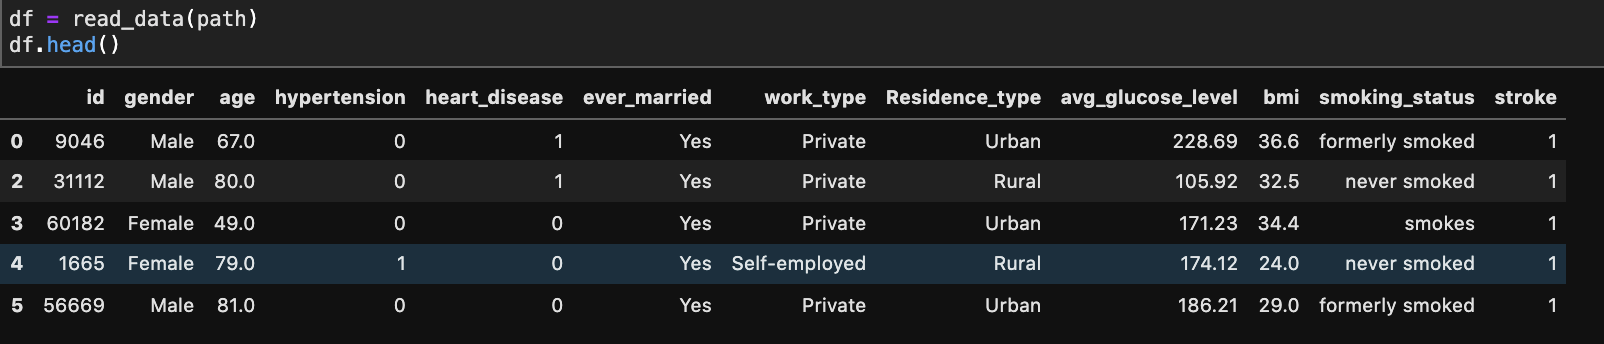 df = read_data(path)
df.head()
id gender age hypertension heart_disease ever_married work_type Residence_type avg_glucose_level bmi smoking_status stroke
0 9046 Male 67.0 0 1 Yes Private Urban 228.69 36.6 formerly smoked 1
2 31112 Male 80.0 0 1 Yes Private Rural 105.92 32.5 never smoked 1
3 60182 Female 49.0 0 0 Yes Private Urban 171.23 34.4 smokes 1
4 1665 Female 79.0 1 0 Yes Self-employed Rural 174.12 24.0 never smoked 1
5 56669 Male 81.0 0 0 Yes Private Urban 186.21 29.0 formerly smoked 1